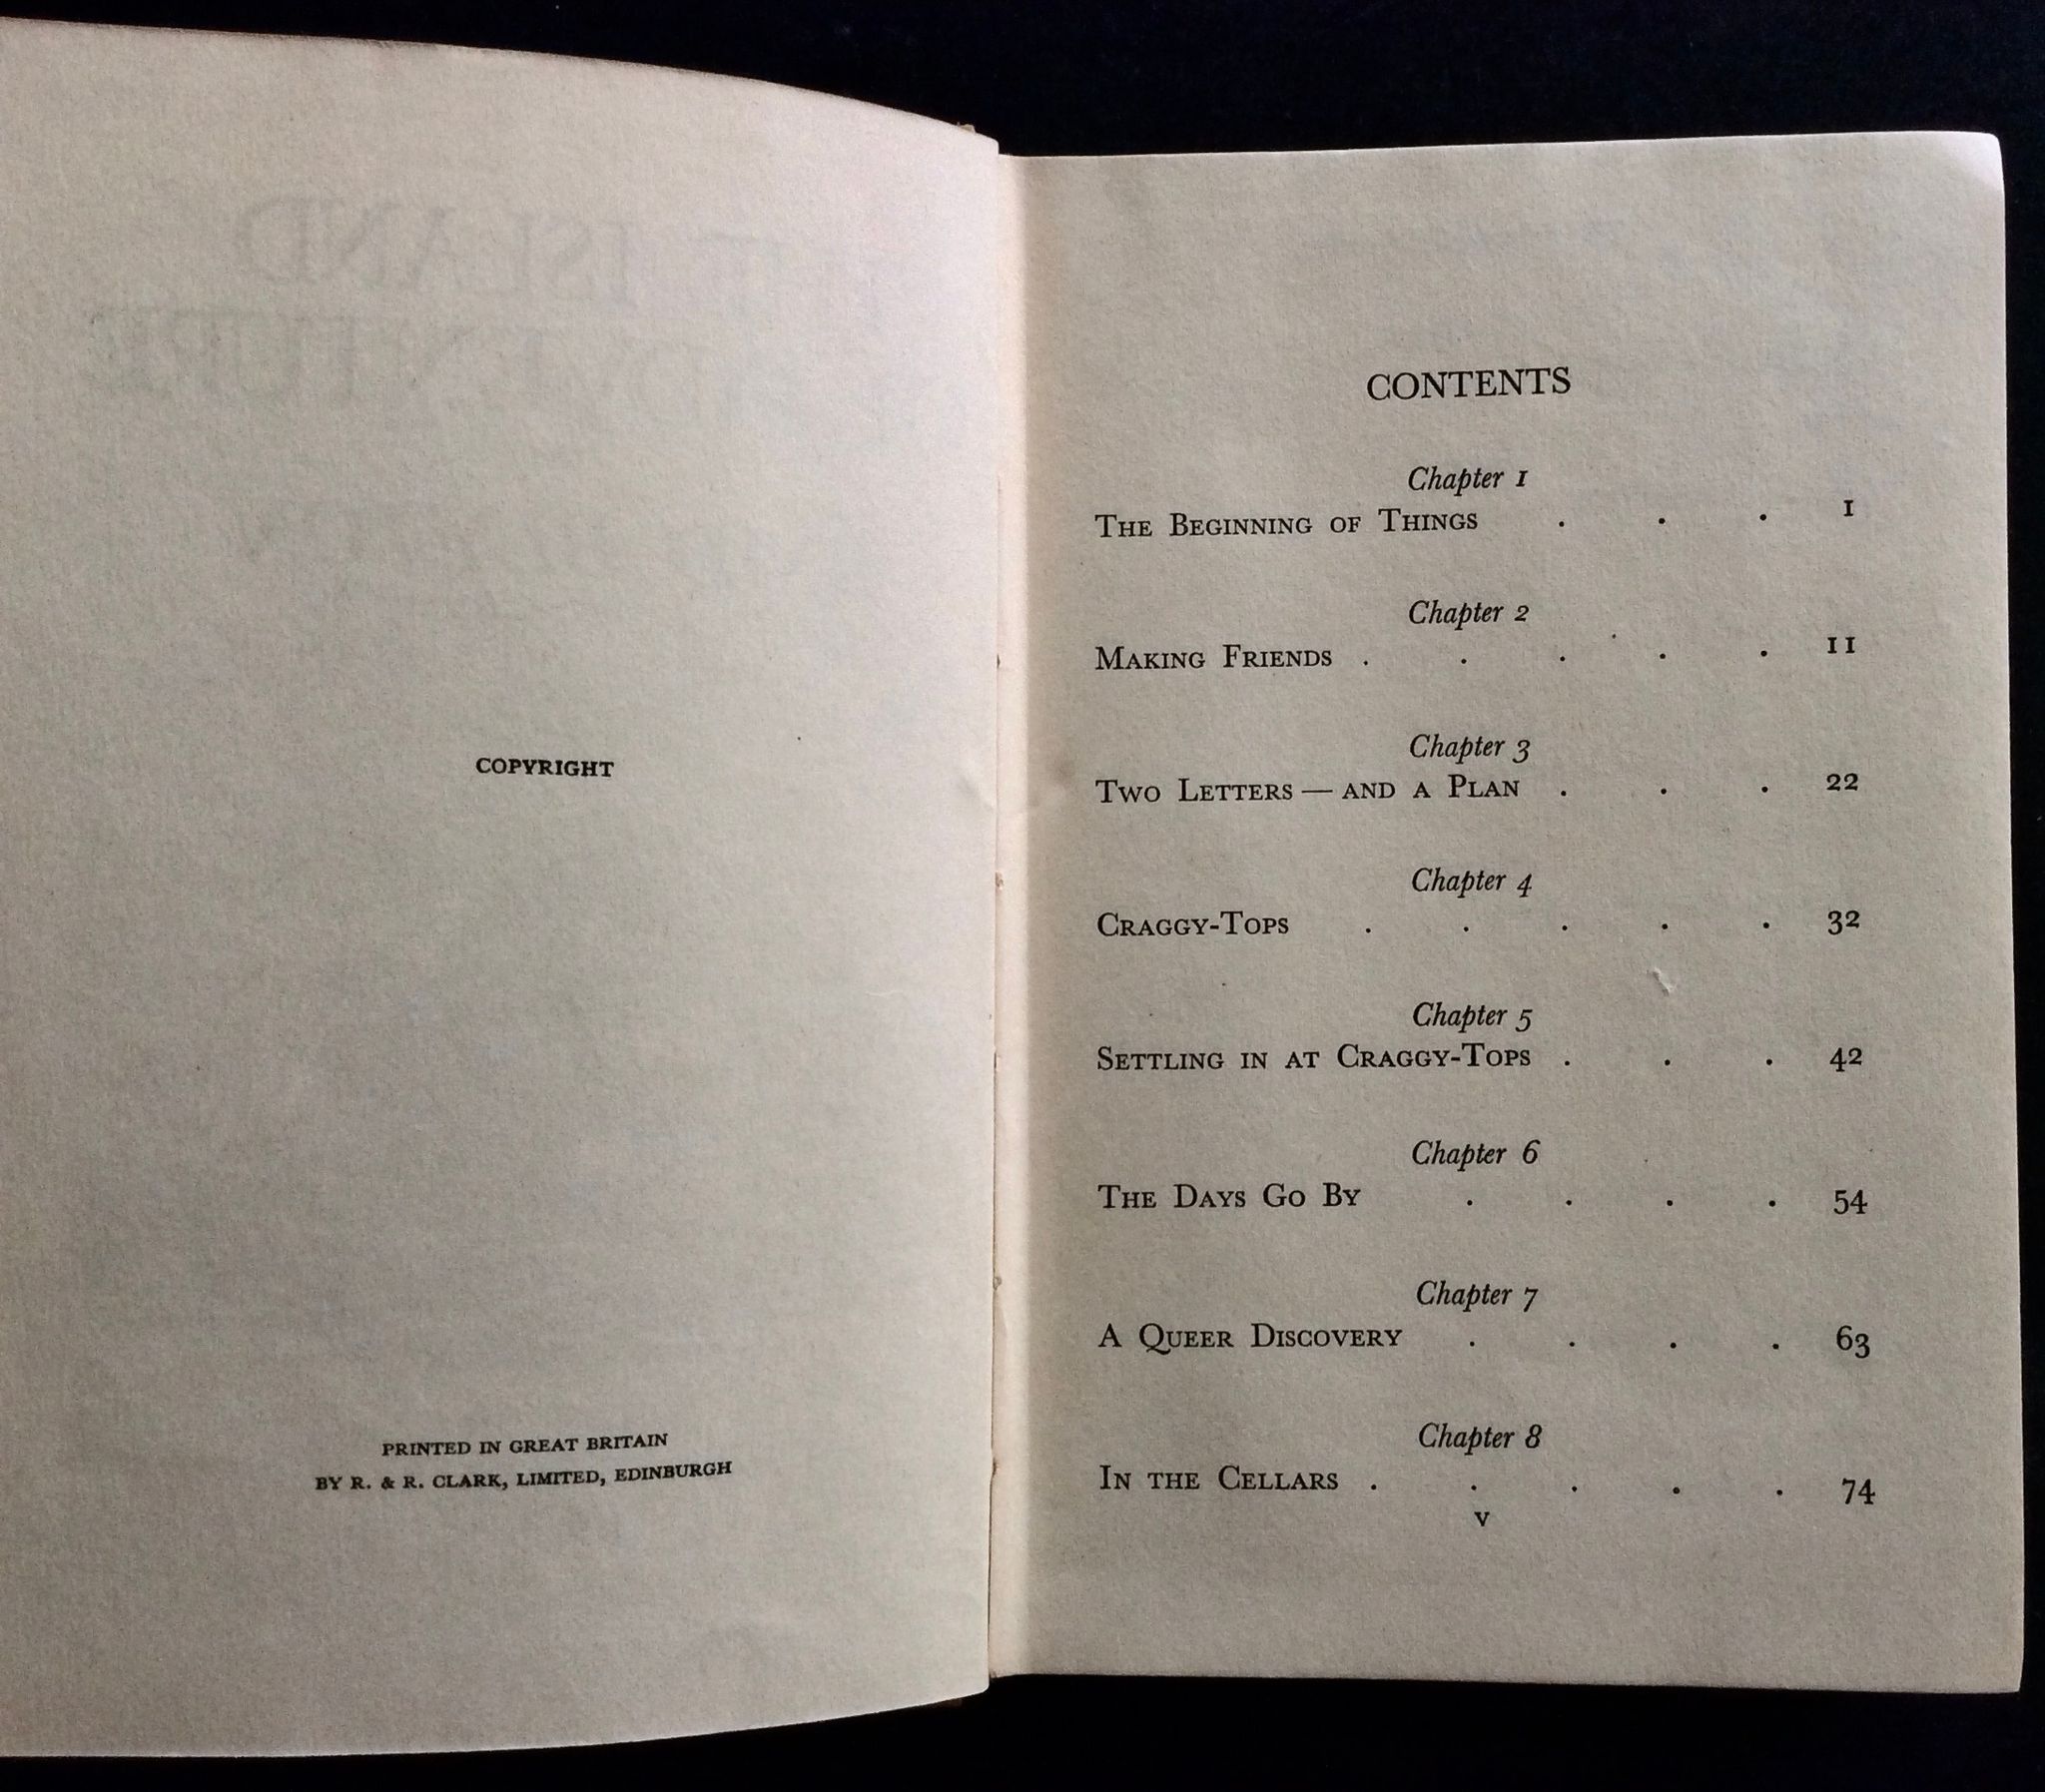 COPYRIGHT
PRINTED IN GREAT BRITAIN
BY R. & R. CLARK, LIMITED, EDINBURGH
CONTENTS
Chapter 1
THE BEGINNING OF THINGS . . . 1
Chapter 2
MAKING FRIENDS . . . . . 11
Chapter 3
TWO LETTERS — AND A PLAN . . . 22
Chapter 4
CRAGGY-TOPS . . . . . 32
Chapter 5
SETTLING IN AT CRAGGY-TOPS . . . 42
Chapter 6
THE DAYS GO BY . . . . 54
Chapter 7
A QUEER DISCOVERY . . . . 63
Chapter 8
IN THE CELLARS . . . . . 74
v